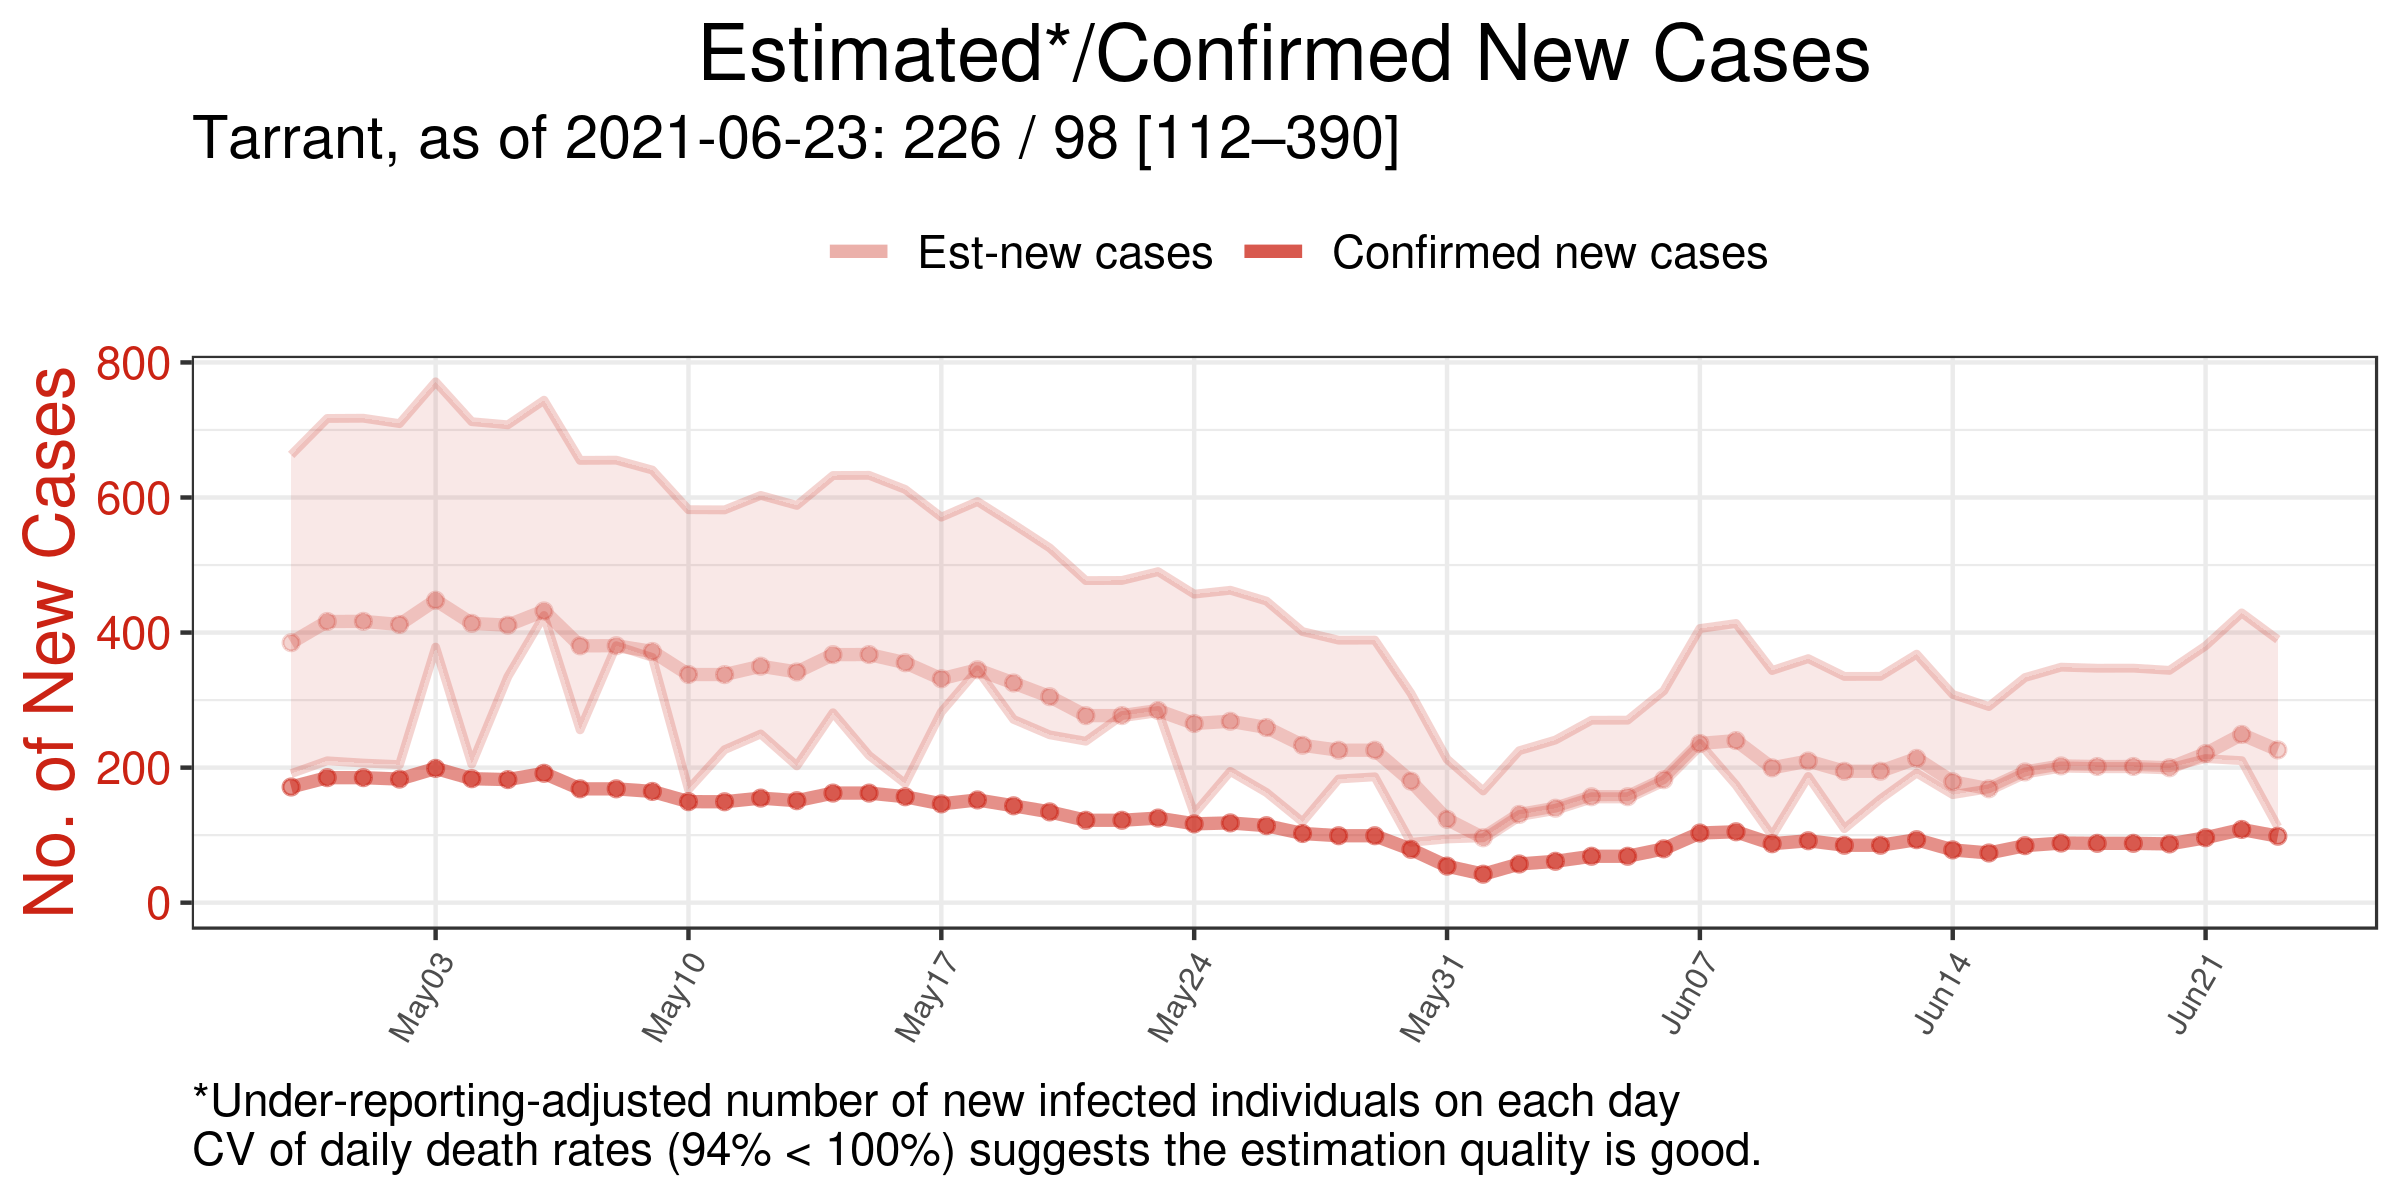 Estimated*/Confirmed New Cases
Tarrant, as of 2021-06-23: 226 / 98 [112–390]
Est-new cases
Confirmed new cases
No. of New Cases
800
600
400
200
0
May03
May10
May17
May24
May31
Jun07
Jun14
Jun21
*Under-reporting-adjusted number of new infected individuals on each day
CV of daily death rates (94% < 100%) suggests the estimation quality is good.